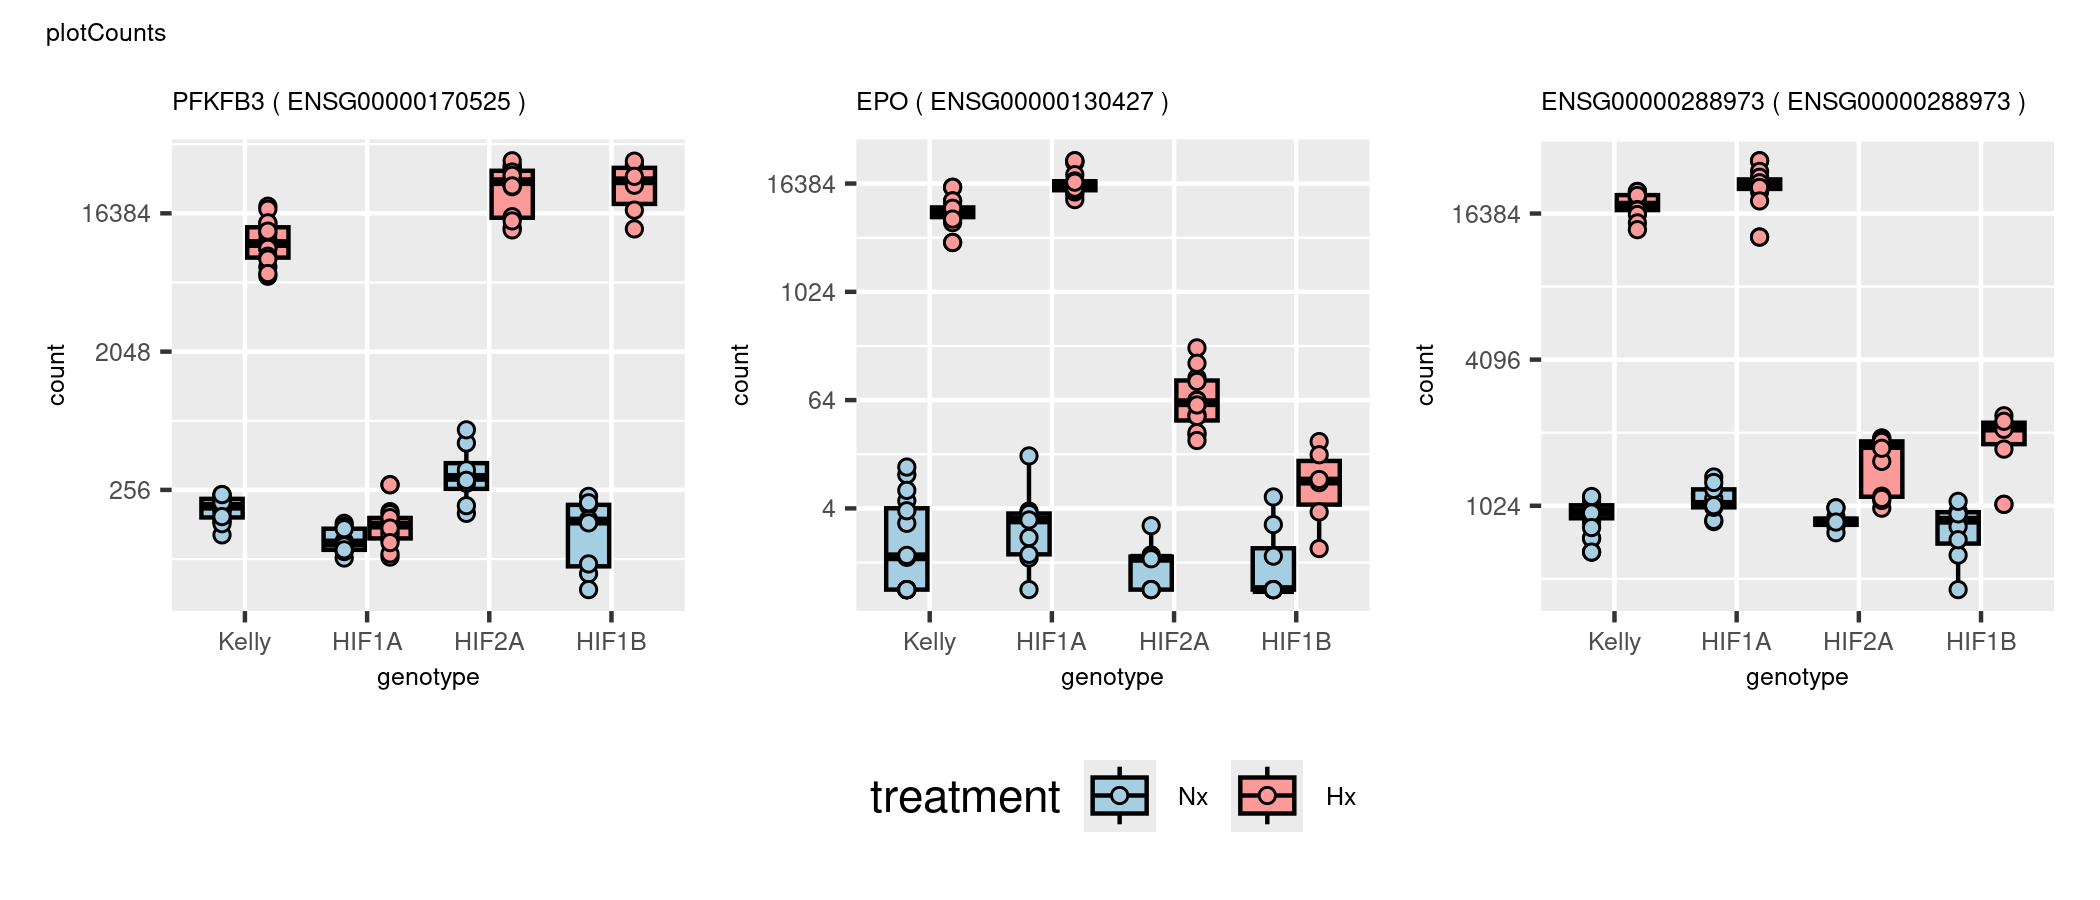 plotCounts
PFKFB3 ( ENSG00000170525 )
count
16384
2048
256
Kelly HIF1A HIF2A HIF1B
genotype
EPO ( ENSG00000130427 )
count
16384
1024
64
4
Kelly HIF1A HIF2A HIF1B
genotype
ENSG00000288973 ( ENSG00000288973 )
count
16384
4096
1024
Kelly HIF1A HIF2A HIF1B
genotype
treatment Nx Hx